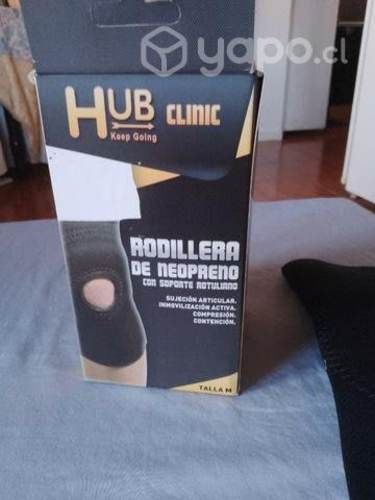 yapo.cl
HUB CLINIC
Keep Going
RODILLERA
DE NEOPRENO
CON SOPORTE ROTULIANO
SUJECIÓN ARTICULAR.
INMOVILIZACIÓN ACTIVA.
COMPRESIÓN.
CONTENCIÓN.
TALLA M